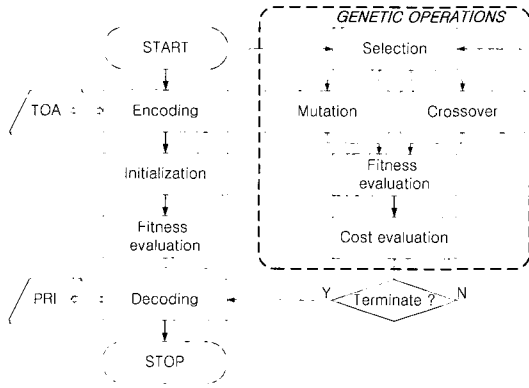 GENETIC OPERATIONS
START
Selection
TOA
Encoding
Mutation
Crossover
Initialization
Fitness
evaluation
Fitness
evaluation
Cost evaluation
PRI
Decoding
Y
Terminate ?
N
STOP